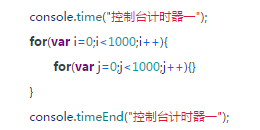 console.time("控制台计时器一");
for(var i=0;i<1000;i++){
for(var j=0;j<1000;j++){}
}
console.timeEnd("控制台计时器一");